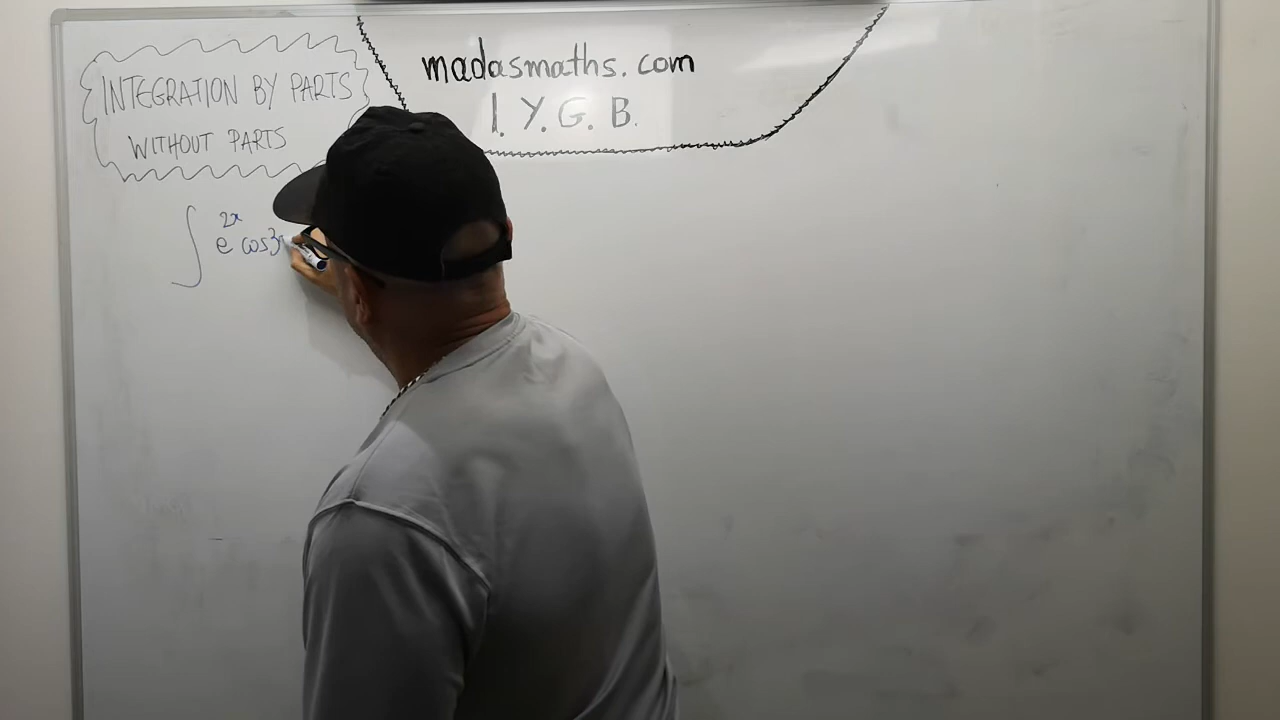 INTEGRATION BY PARTS
WITHOUT PARTS
madasmaths.com
I. Y. G. B.
∫ e^2x cos3x